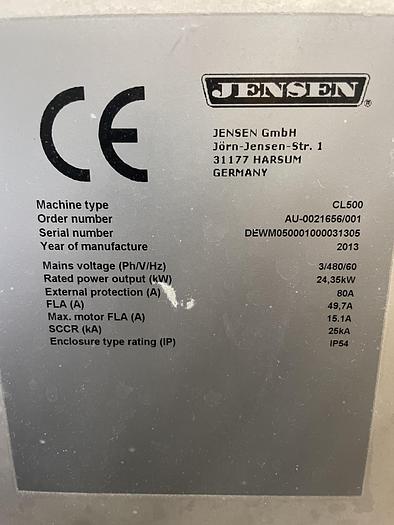 CE
JENSEN ®
JENSEN GmbH
Jörn-Jensen-Str. 1
31177 HARSUM
GERMANY
Machine type CL500
Order number AU-0021656/001
Serial number DEWM050001000031305
Year of manufacture 2013
Mains voltage (Ph/V/Hz) 3/480/60
Rated power output (kW) 24,35kW
External protection (A) 80A
FLA (A) 49,7A
Max. motor FLA (A) 15.1A
SCCR (kA) 25kA
Enclosure type rating (IP) IP54